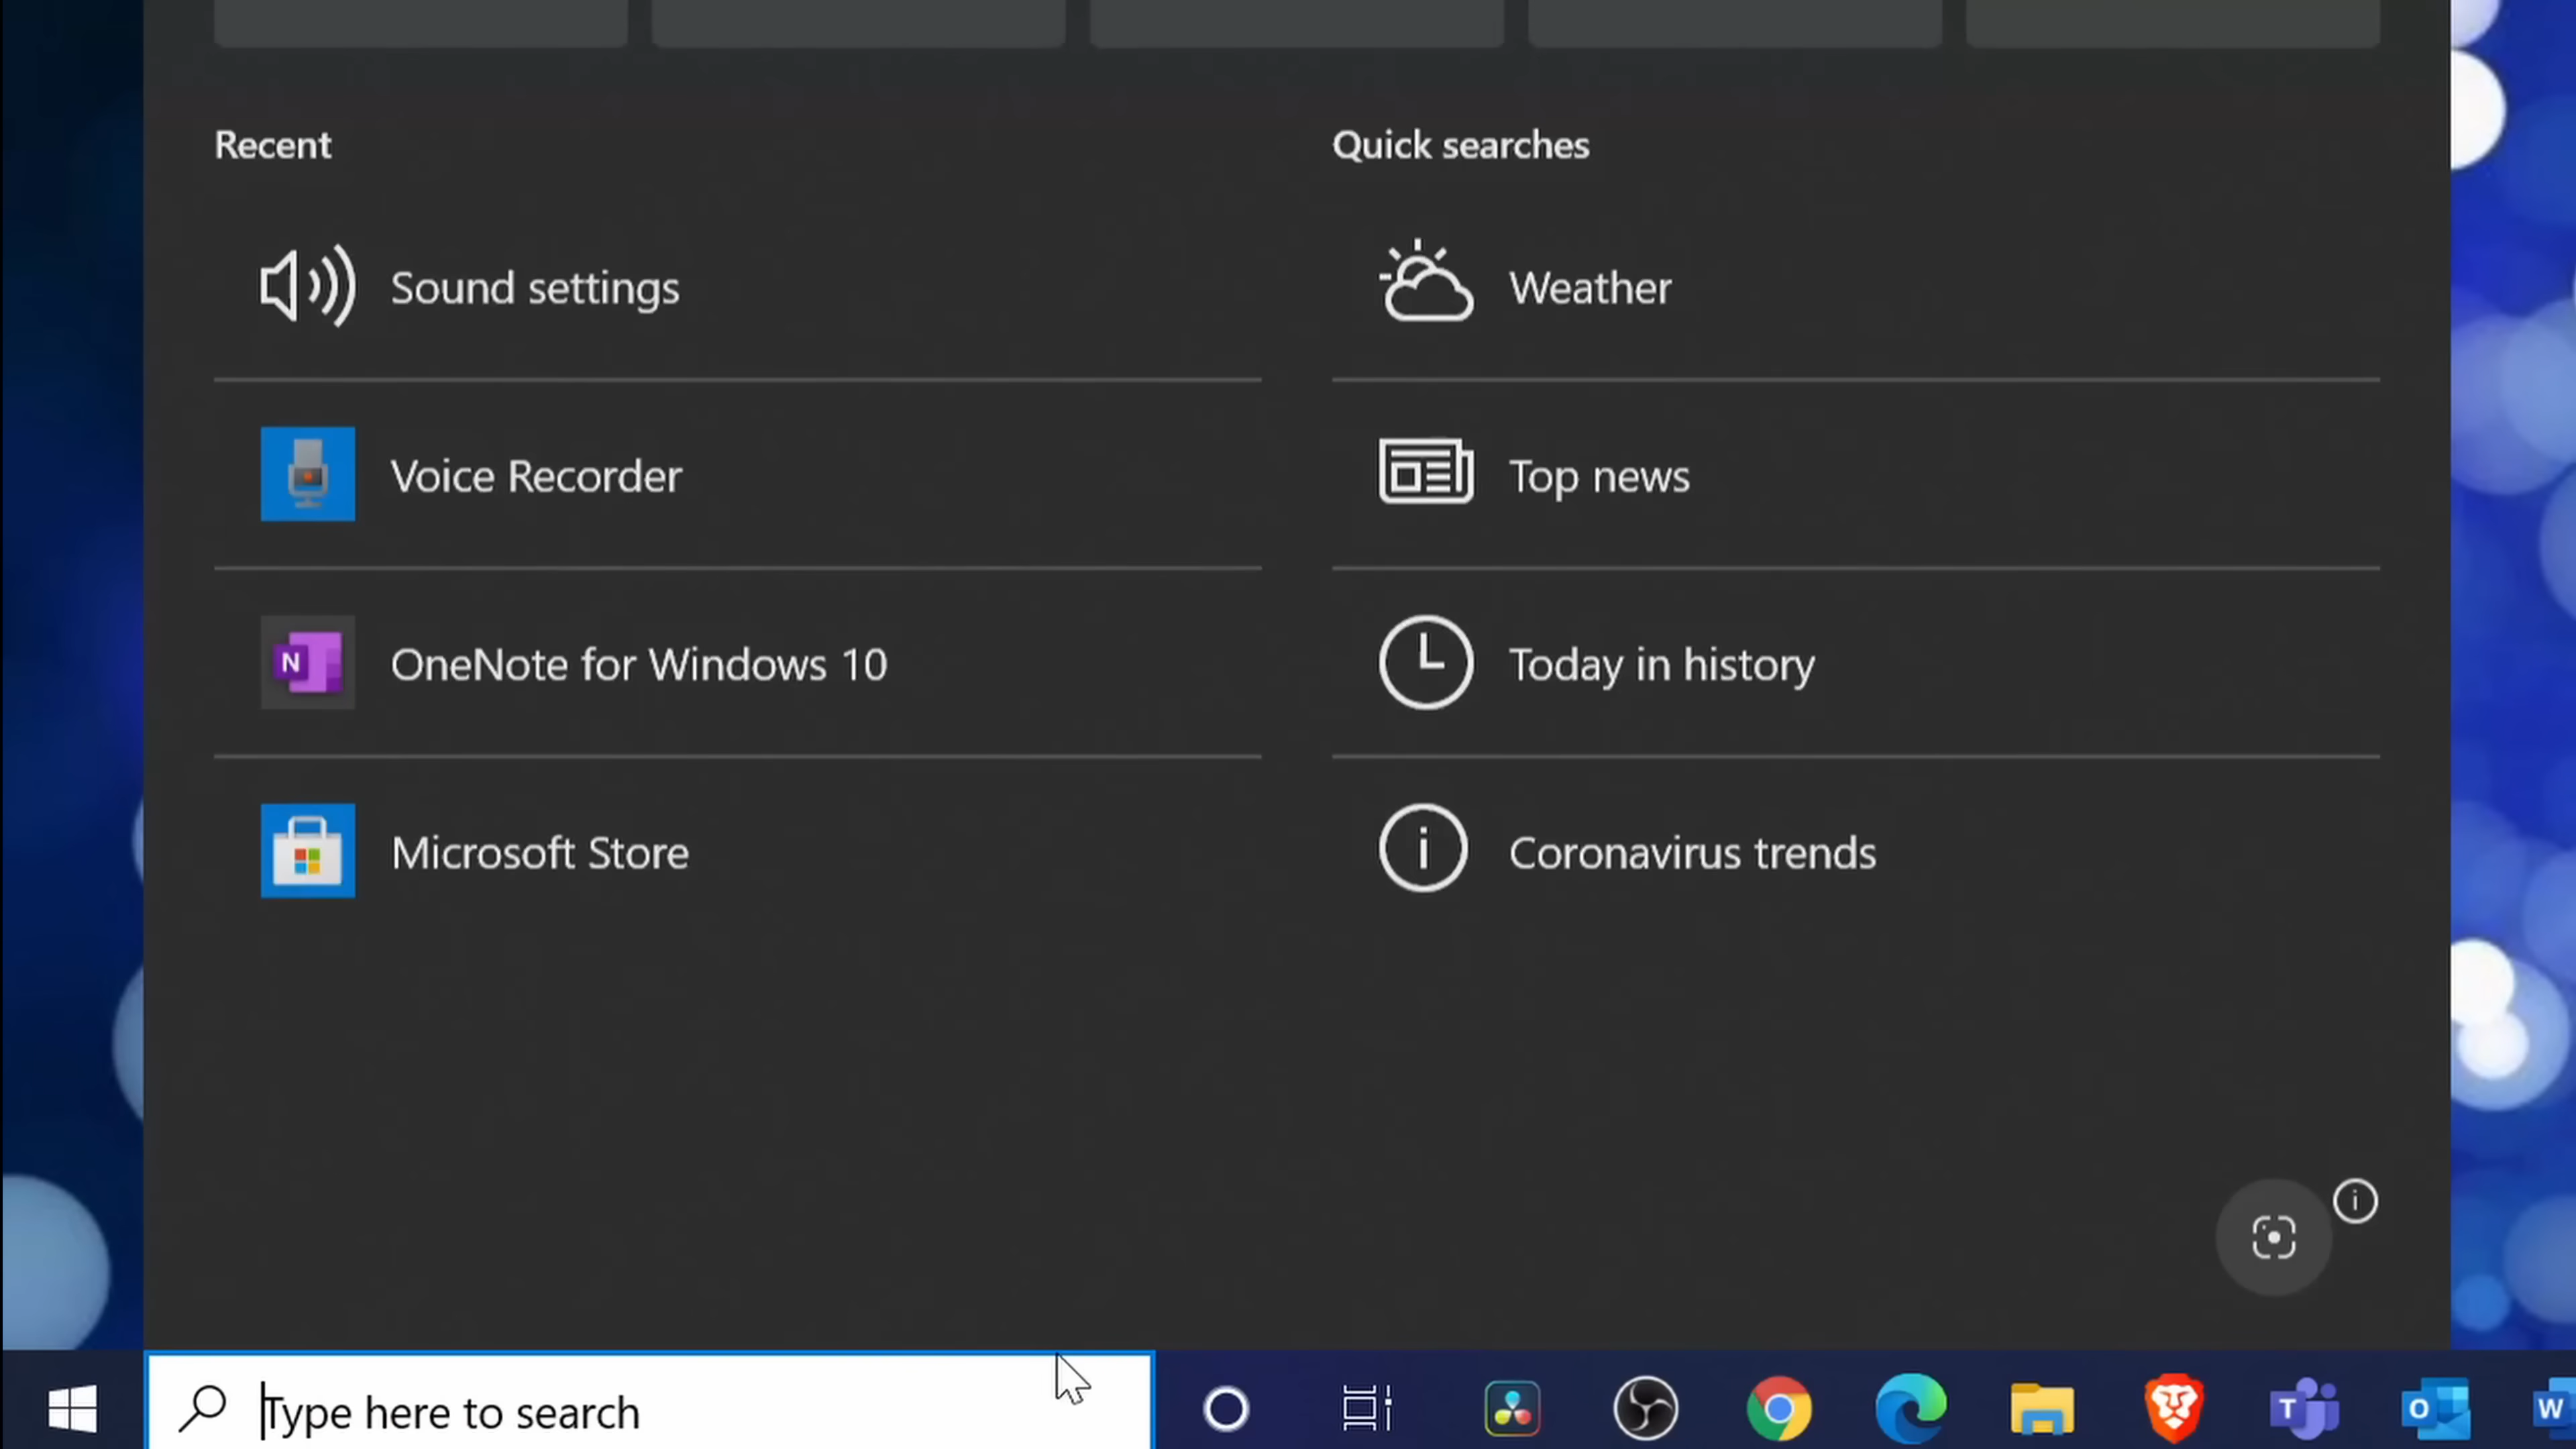 Recent
Sound settings
Voice Recorder
N
OneNote for Windows 10
Microsoft Store
Quick searches
Weather
Top news
Today in history
i
Coronavirus trends
i
Type here to search
T
O
W